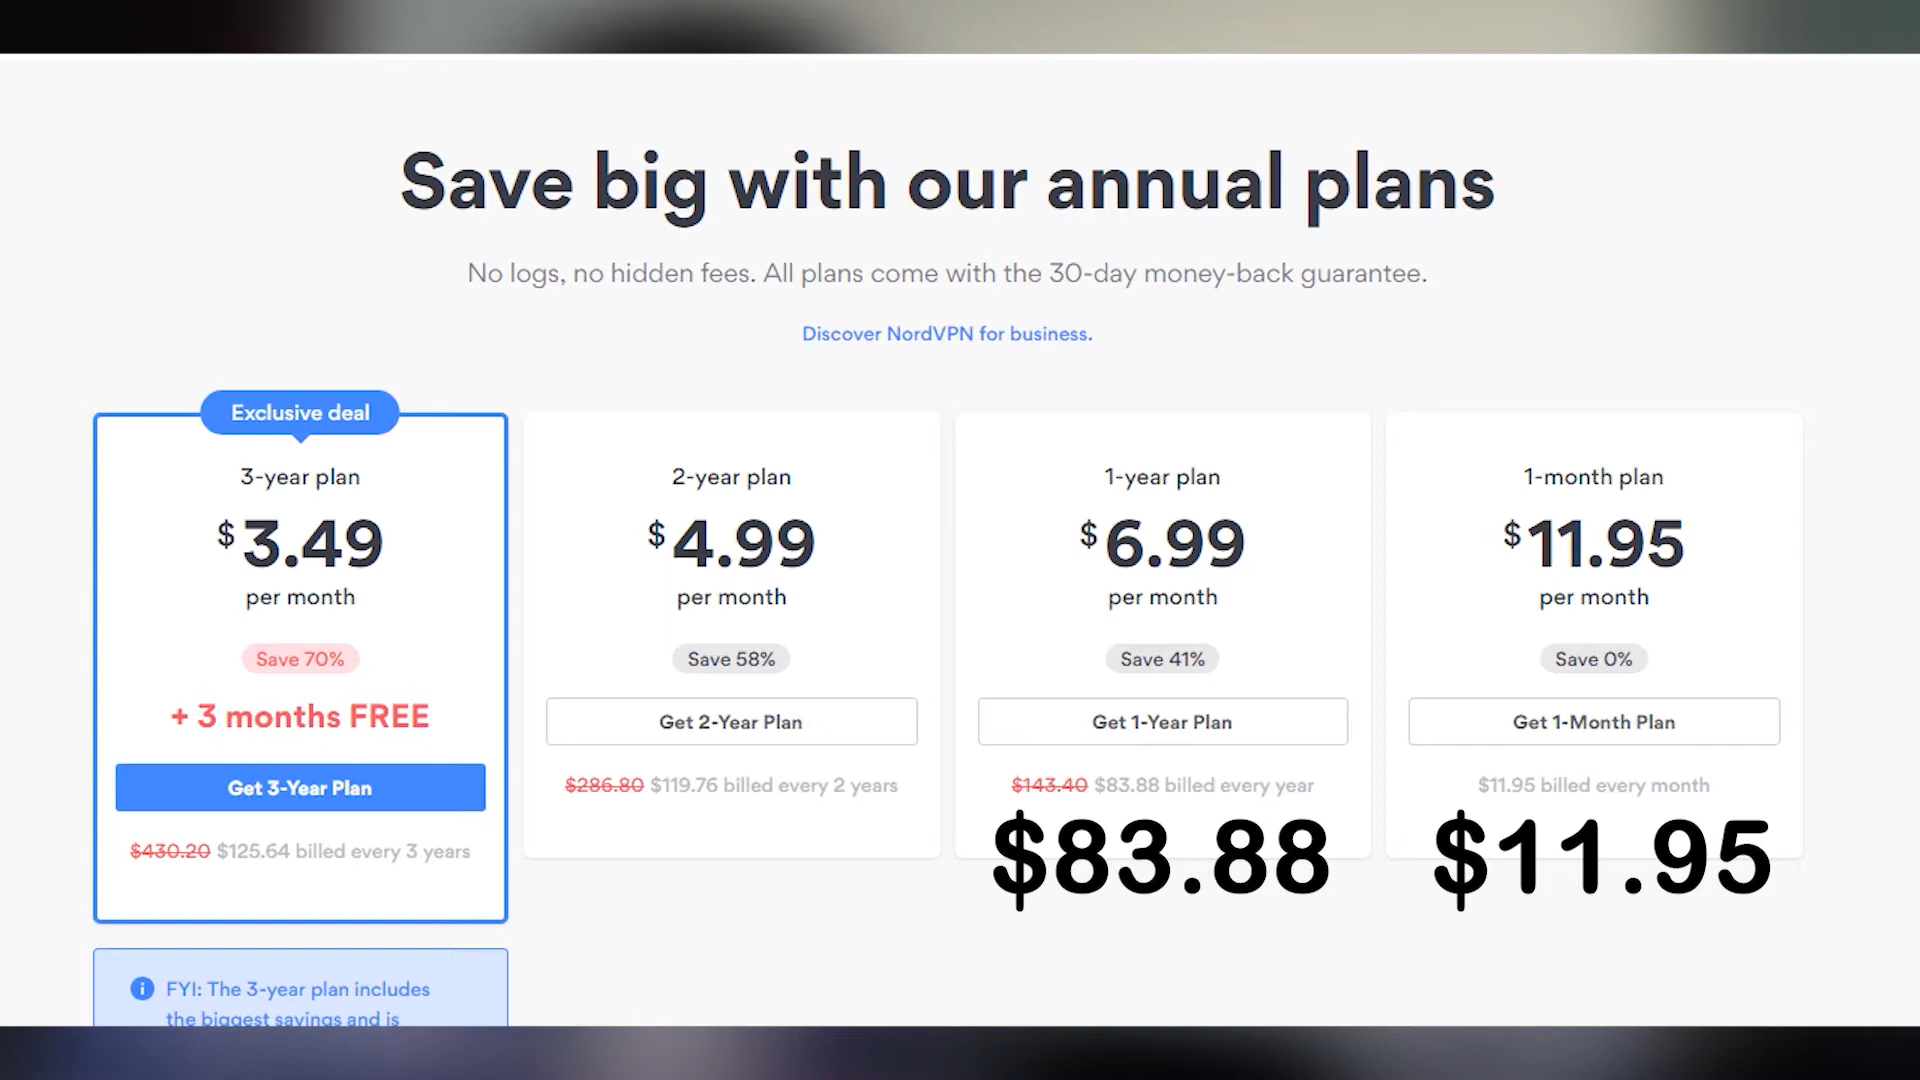 Save big with our annual plans
No logs, no hidden fees. All plans come with the 30-day money-back guarantee.
Discover NordVPN for business.
Exclusive deal
3-year plan
$3.49
per month
Save 70%
+ 3 months FREE
Get 3-Year Plan
$430.20 $125.64 billed every 3 years
FYI: The 3-year plan includes
the biggest savings and is
2-year plan
$4.99
per month
Save 58%
Get 2-Year Plan
$286.80 $119.76 billed every 2 years
1-year plan
$6.99
per month
Save 41%
Get 1-Year Plan
$143.40 $83.88 billed every year
$83.88
1-month plan
$11.95
per month
Save 0%
Get 1-Month Plan
$11.95 billed every month
$11.95